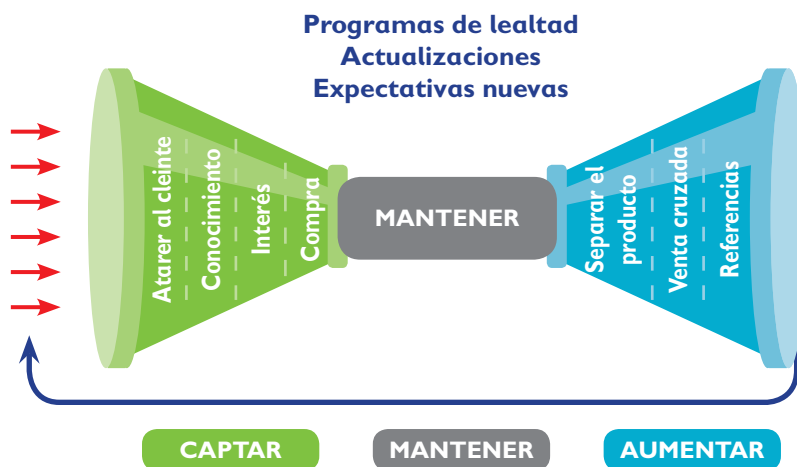 Programas de lealtad
Actualizaciones
Expectativas nuevas
Atarer al cleinte
Conocimiento
Interés
Compra
MANTENER
Separar el
producto
Venta cruzada
Referencias
CAPTAR
MANTENER
AUMENTAR